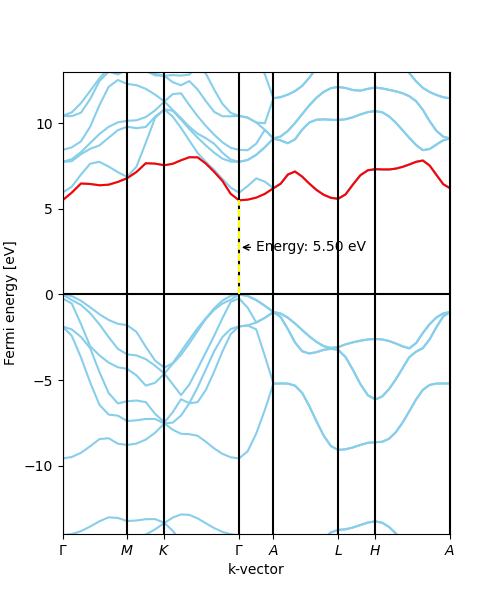 10
5
0
−5
−10
Fermi energy [eV]
Energy: 5.50 eV
Γ M K Γ A L H A
k-vector